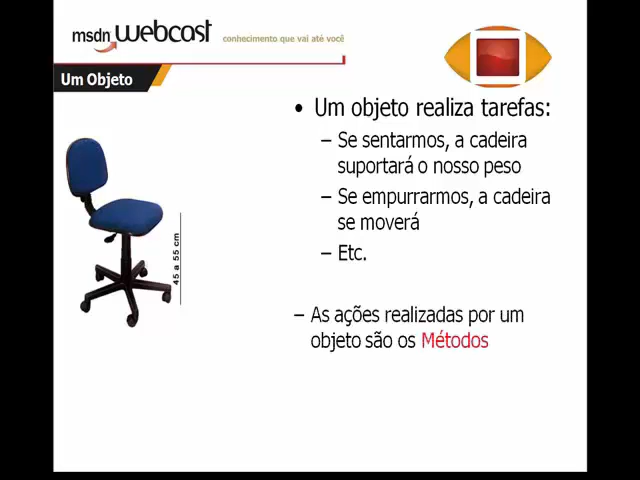 msdn webcast conhecimento que vai até você
Um Objeto
• Um objeto realiza tarefas:
– Se sentarmos, a cadeira
suportará o nosso peso
– Se empurrarmos, a cadeira
se moverá
– Etc.
45 a 55 cm
– As ações realizadas por um
objeto são os Métodos